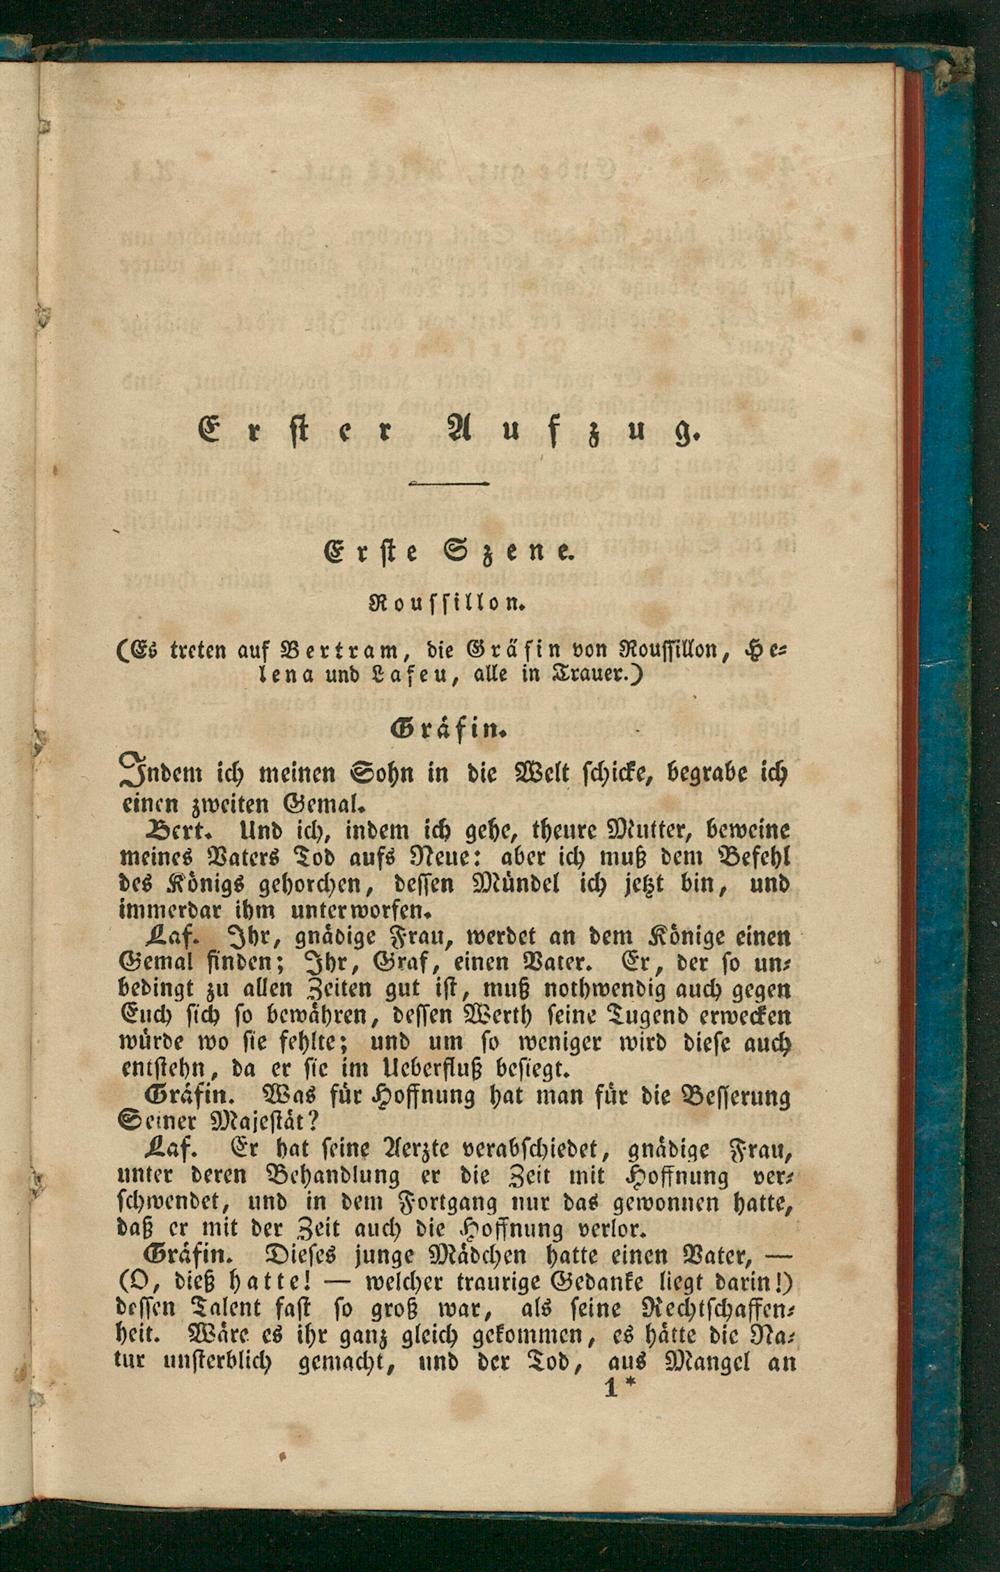 Erster Aufzug.
Erste Szene.
Roussillon.
(Es treten auf Bertram, die Gräfin von Roussillon, He-
lena und Lafeu, alle in Trauer.)
Gräfin.
Indem ich meinen Sohn in die Welt schicke, begrabe ich
einen zweiten Gemal.
Bert. Und ich, indem ich gehe, theure Mutter, beweine
meines Vaters Tod aufs Neue: aber ich muß dem Befehl
des Königs gehorchen, dessen Mündel ich jetzt bin, und
immerdar ihm unterworfen.
Laf. Ihr, gnädige Frau, werdet an dem Könige einen
Gemal finden; Ihr, Graf, einen Vater. Er, der so un-
bedingt zu allen Zeiten gut ist, muß nothwendig auch gegen
Euch sich so bewähren, dessen Werth seine Tugend erwecken
würde wo sie fehlte; und um so weniger wird diese auch
entstehn, da er sie im Ueberfluß besiegt.
Gräfin. Was für Hoffnung hat man für die Besserung
Seiner Majestät?
Laf. Er hat seine Aerzte verabschiedet, gnädige Frau,
unter deren Behandlung er die Zeit mit Hoffnung ver-
schwendet, und in dem Fortgang nur das gewonnen hatte,
daß er mit der Zeit auch die Hoffnung verlor.
Gräfin. Dieses junge Mädchen hatte einen Vater, —
(O, dieß hatte! — welcher traurige Gedanke liegt darin!)
dessen Talent fast so groß war, als seine Rechtschaffen-
heit. Wäre es ihr ganz gleich gekommen, es hätte die Na-
tur unsterblich gemacht, und der Tod, aus Mangel an
1*